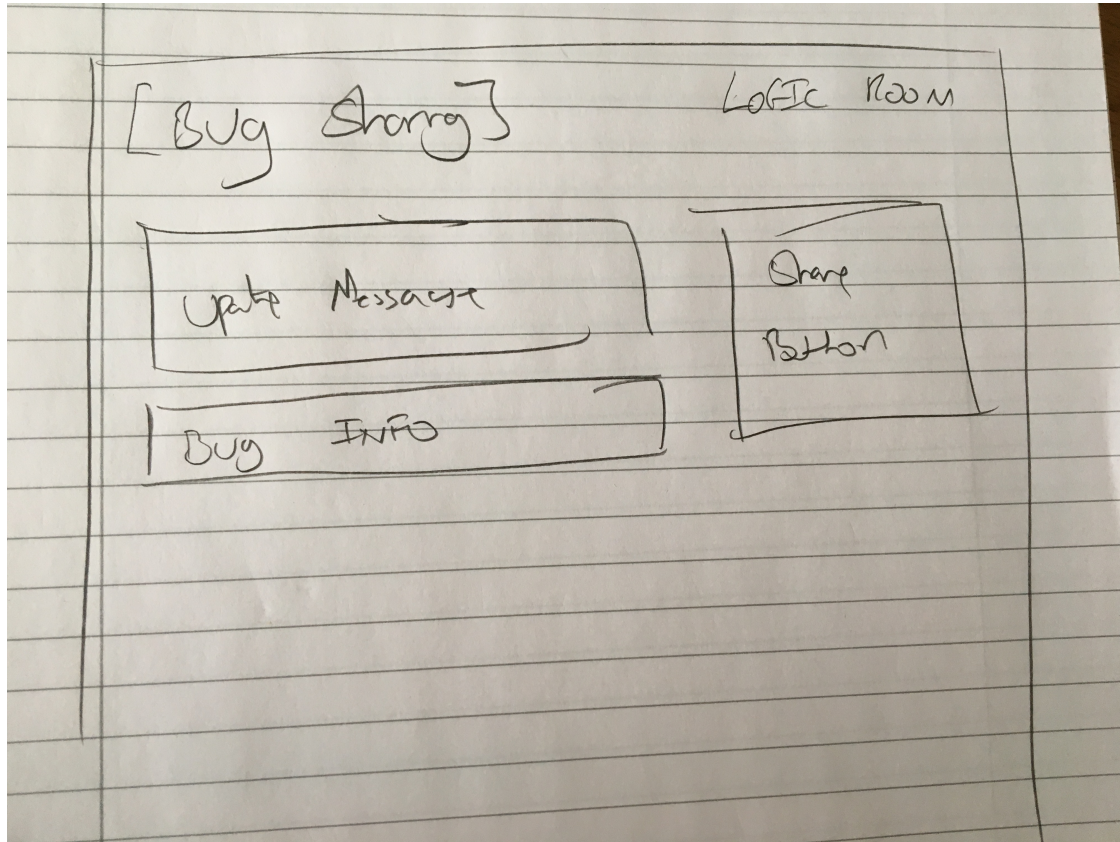 [Bug Sharing]
LOGIC ROOM
Update Message
Share
Button
Bug INFO